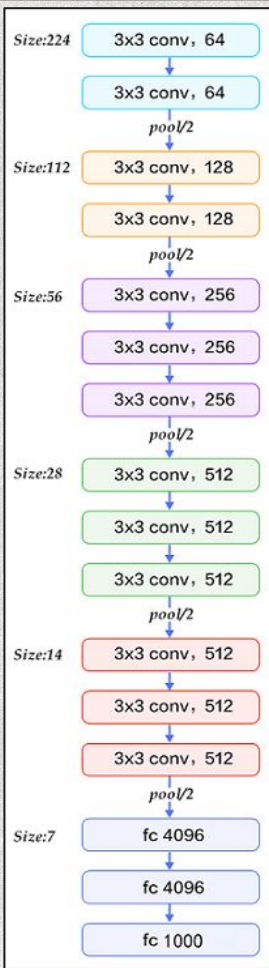 Size:224 3x3 conv, 64
3x3 conv, 64
pool/2
Size:112 3x3 conv, 128
3x3 conv, 128
pool/2
Size:56 3x3 conv, 256
3x3 conv, 256
3x3 conv, 256
pool/2
Size:28 3x3 conv, 512
3x3 conv, 512
3x3 conv, 512
pool/2
Size:14 3x3 conv, 512
3x3 conv, 512
3x3 conv, 512
pool/2
Size:7 fc 4096
fc 4096
fc 1000